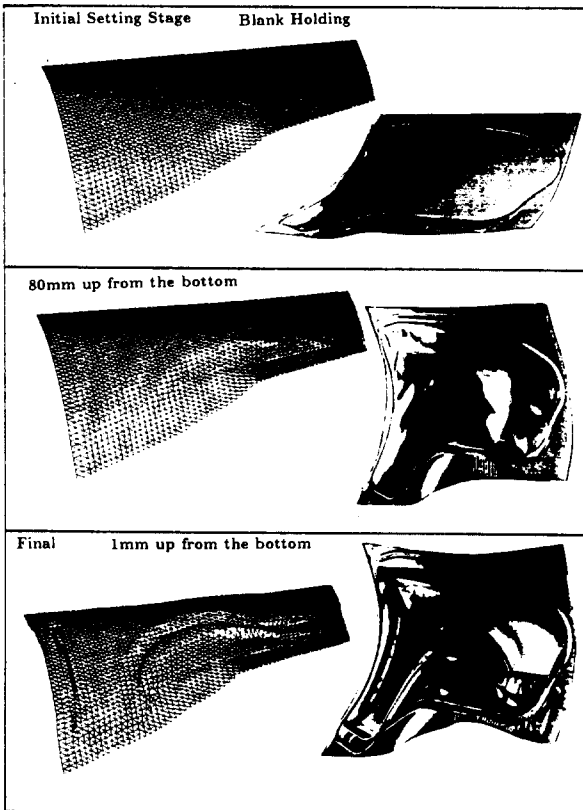 Initial Setting Stage Blank Holding
80mm up from the bottom
Final 1mm up from the bottom